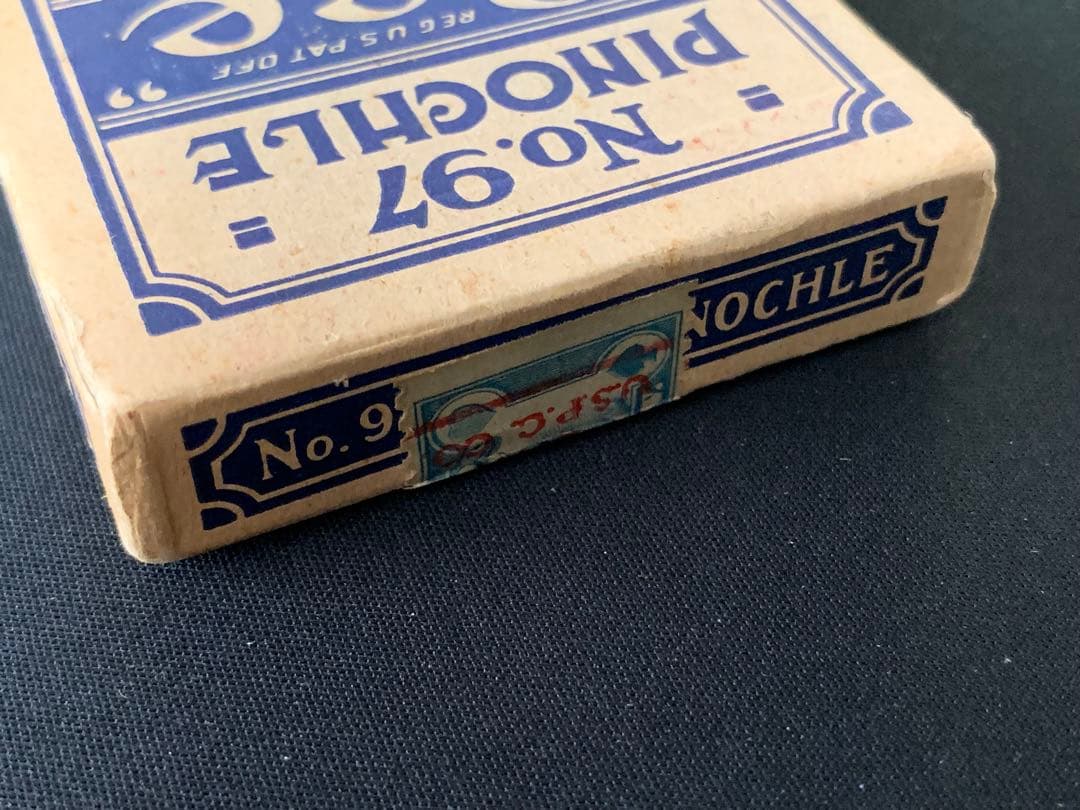 No. 97
PINOCHLE
”
REG U.S. PAT OFF.
No. 9
NOCHLE
U.S.P.C. CO